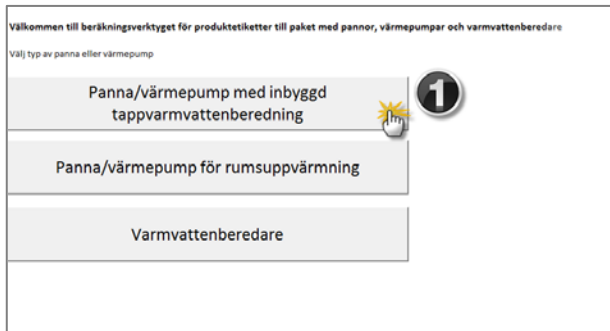 Välkommen till beräkningsverktyget för produktetiketter till paket med pannor, värmepumpar och varmvattenberedare
Välj typ av panna eller värmepump
Panna/värmepump med inbyggd
tappvarmvattenberedning
1
Panna/värmepump för rumsuppvärmning
Varmvattenberedare